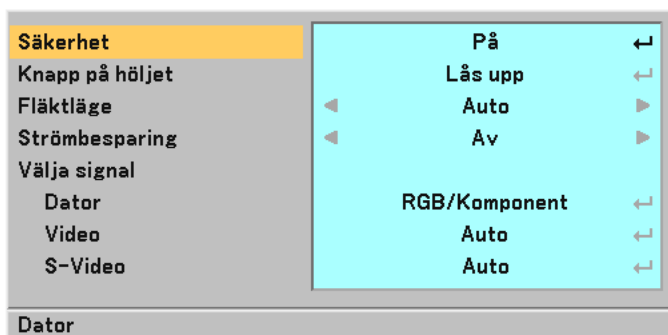 Säkerhet På
Knapp på höljet Lås upp
Fläktläge Auto
Strömbesparing Av
Välja signal
Dator RGB/Komponent
Video Auto
S-Video Auto
Dator